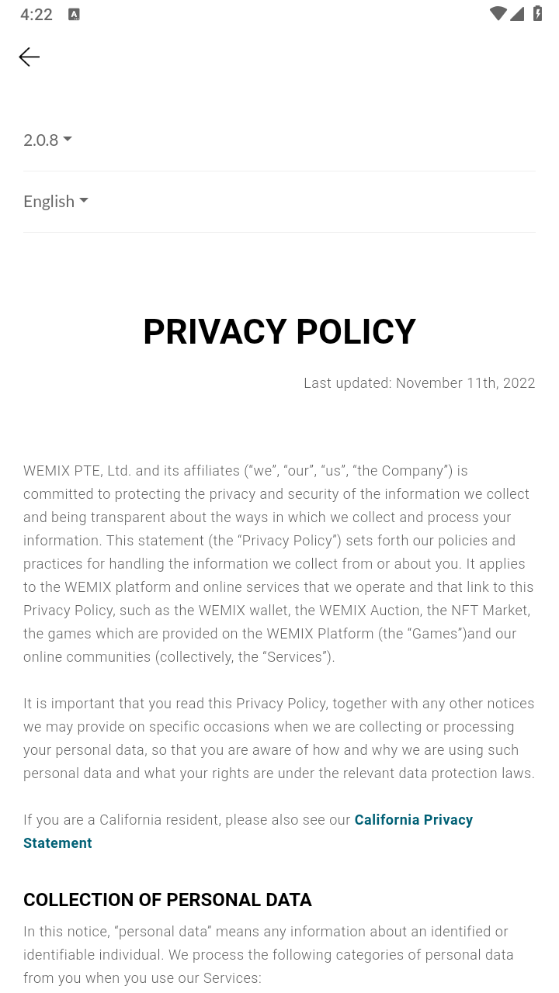 4:22 A
2.0.8
English
PRIVACY POLICY
Last updated: November 11th, 2022
WEMIX PTE, Ltd. and its affiliates (“we”, “our”, “us”, “the Company”) is
committed to protecting the privacy and security of the information we collect
and being transparent about the ways in which we collect and process your
information. This statement (the “Privacy Policy”) sets forth our policies and
practices for handling the information we collect from or about you. It applies
to the WEMIX platform and online services that we operate and that link to this
Privacy Policy, such as the WEMIX wallet, the WEMIX Auction, the NFT Market,
the games which are provided on the WEMIX Platform (the “Games”)and our
online communities (collectively, the “Services”).
It is important that you read this Privacy Policy, together with any other notices
we may provide on specific occasions when we are collecting or processing
your personal data, so that you are aware of how and why we are using such
personal data and what your rights are under the relevant data protection laws.
If you are a California resident, please also see our California Privacy
Statement
COLLECTION OF PERSONAL DATA
In this notice, “personal data” means any information about an identified or
identifiable individual. We process the following categories of personal data
from you when you use our Services: